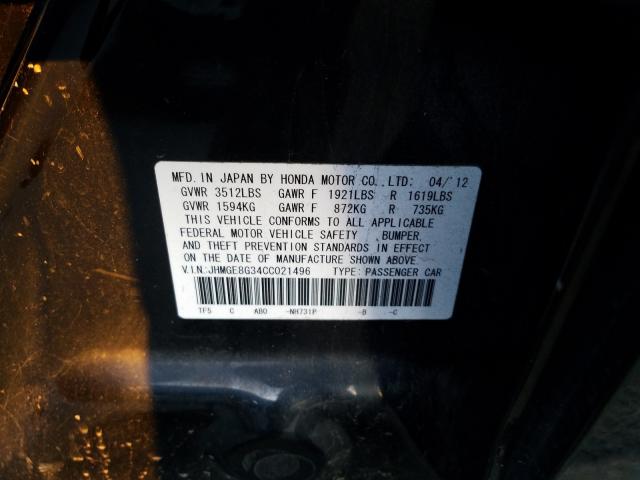 MFD. IN JAPAN BY HONDA MOTOR CO., LTD. 04/'12
GVWR 3512LBS GAWR F 1921LBS R 1619LBS
GVWR 1594KG GAWR F 872KG R 735KG
THIS VEHICLE CONFORMS TO ALL APPLICABLE
FEDERAL MOTOR VEHICLE SAFETY BUMPER,
AND THEFT PREVENTION STANDARDS IN EFFECT
ON THE DATE OF MANUFACTURE SHOWN ABOVE.
V.I.N.:JHMGE8G34CC021496 TYPE: PASSENGER CAR
TF5 C AB0 -NH731P -B -C